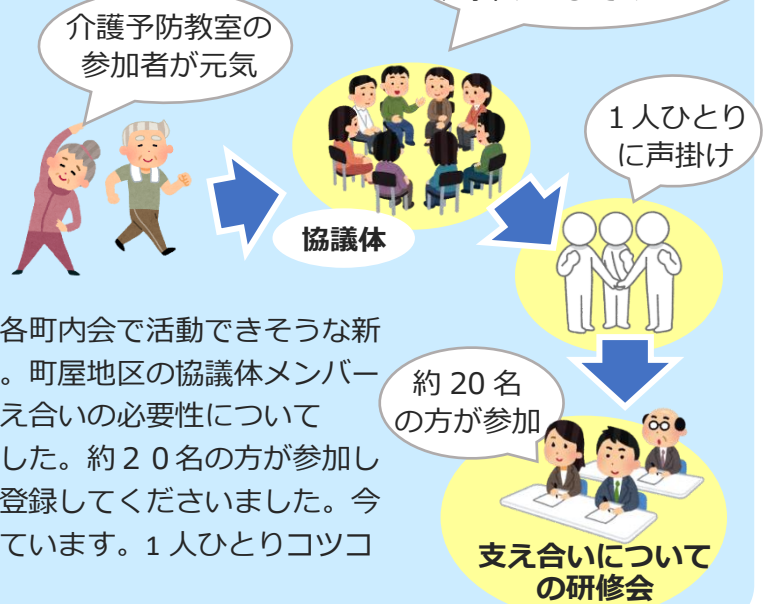 介護予防教室の
参加者が元気
1人ひとり
に声掛け
協議体
各町内会で活動できそうな新
。町屋地区の協議体メンバー
え合いの必要性について
した。約20名の方が参加し
登録してくださいました。今
ています。1人ひとりコツコ
約 20 名
の方が参加
支え合いについて
の研修会